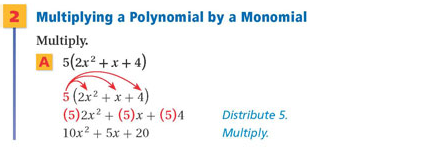 2 Multiplying a Polynomial by a Monomial
Multiply.
A 5(2x² + x + 4)
5 (2x² + x + 4)
(5)2x² + (5)x + (5)4 Distribute 5.
10x² + 5x + 20 Multiply.